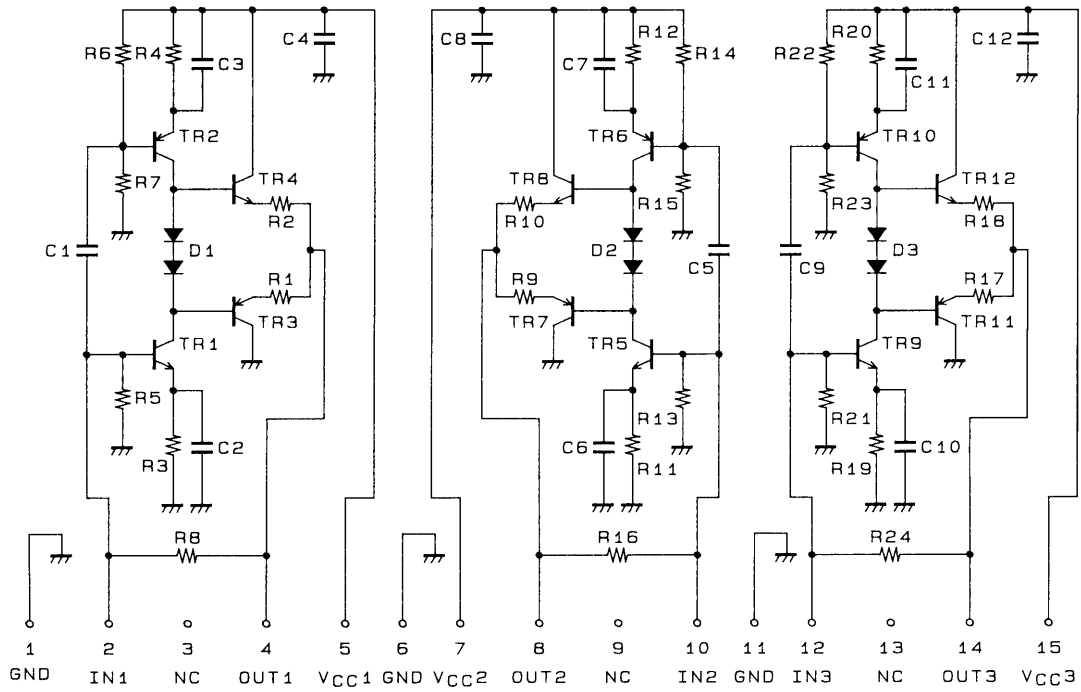 R6 R4 C3 C4 C8 C7 R12 R14 R22 R20 C11 C12
TR2 TR6 TR10
R7 TR4 TR8 R15 R23 TR12
R2 R10 R18
C1 D1 D2 C5 C9 D3
R1 R9 R17
TR3 TR7 TR11
TR1 TR5 TR9
R5 R13 R21
R3 C2 C6 R11 R19 C10
R8 R16 R24
1 2 3 4 5 6 7 8 9 10 11 12 13 14 15
GND IN1 NC OUT1 VCC1 GND VCC2 OUT2 NC IN2 GND IN3 NC OUT3 VCC3